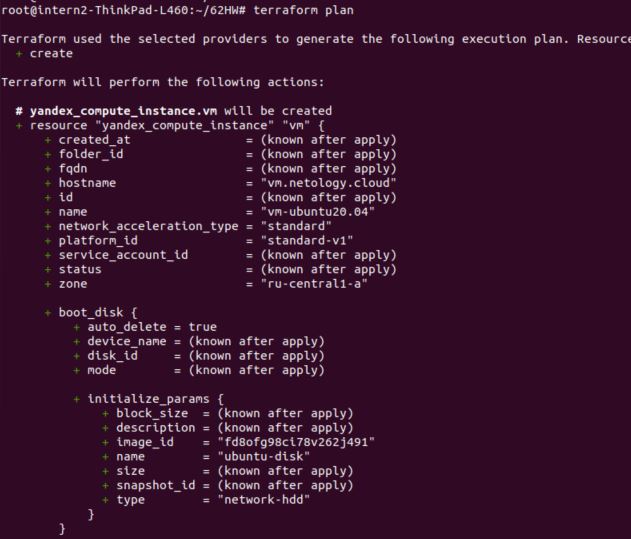 root@intern2-ThinkPad-L460:~/62HW# terraform plan
Terraform used the selected providers to generate the following execution plan. Resource
+ create
Terraform will perform the following actions:
# yandex_compute_instance.vm will be created
+ resource "yandex_compute_instance" "vm" {
+ created_at = (known after apply)
+ folder_id = (known after apply)
+ fqdn = (known after apply)
+ hostname = "vm.netology.cloud"
+ id = (known after apply)
+ name = "vm-ubuntu20.04"
+ network_acceleration_type = "standard"
+ platform_id = "standard-v1"
+ service_account_id = (known after apply)
+ status = (known after apply)
+ zone = "ru-central1-a"
+ boot_disk {
+ auto_delete = true
+ device_name = (known after apply)
+ disk_id = (known after apply)
+ mode = (known after apply)
+ initialize_params {
+ block_size = (known after apply)
+ description = (known after apply)
+ image_id = "fd8ofg98ci78v262j491"
+ name = "ubuntu-disk"
+ size = (known after apply)
+ snapshot_id = (known after apply)
+ type = "network-hdd"
}
}